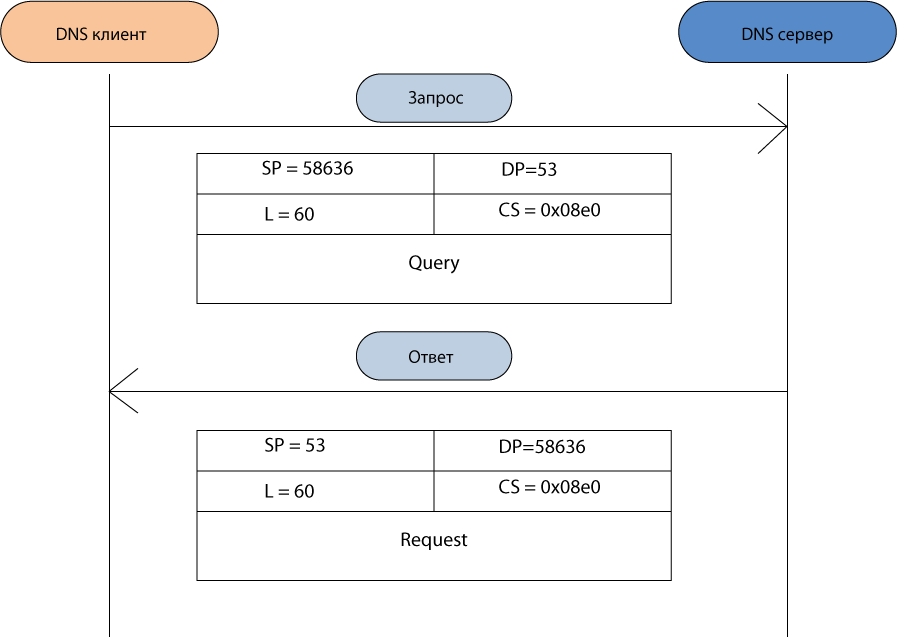 DNS клиент
DNS сервер
Запрос
SP = 58636
DP=53
L = 60
CS = 0x08e0
Query
Ответ
SP = 53
DP=58636
L = 60
CS = 0x08e0
Request